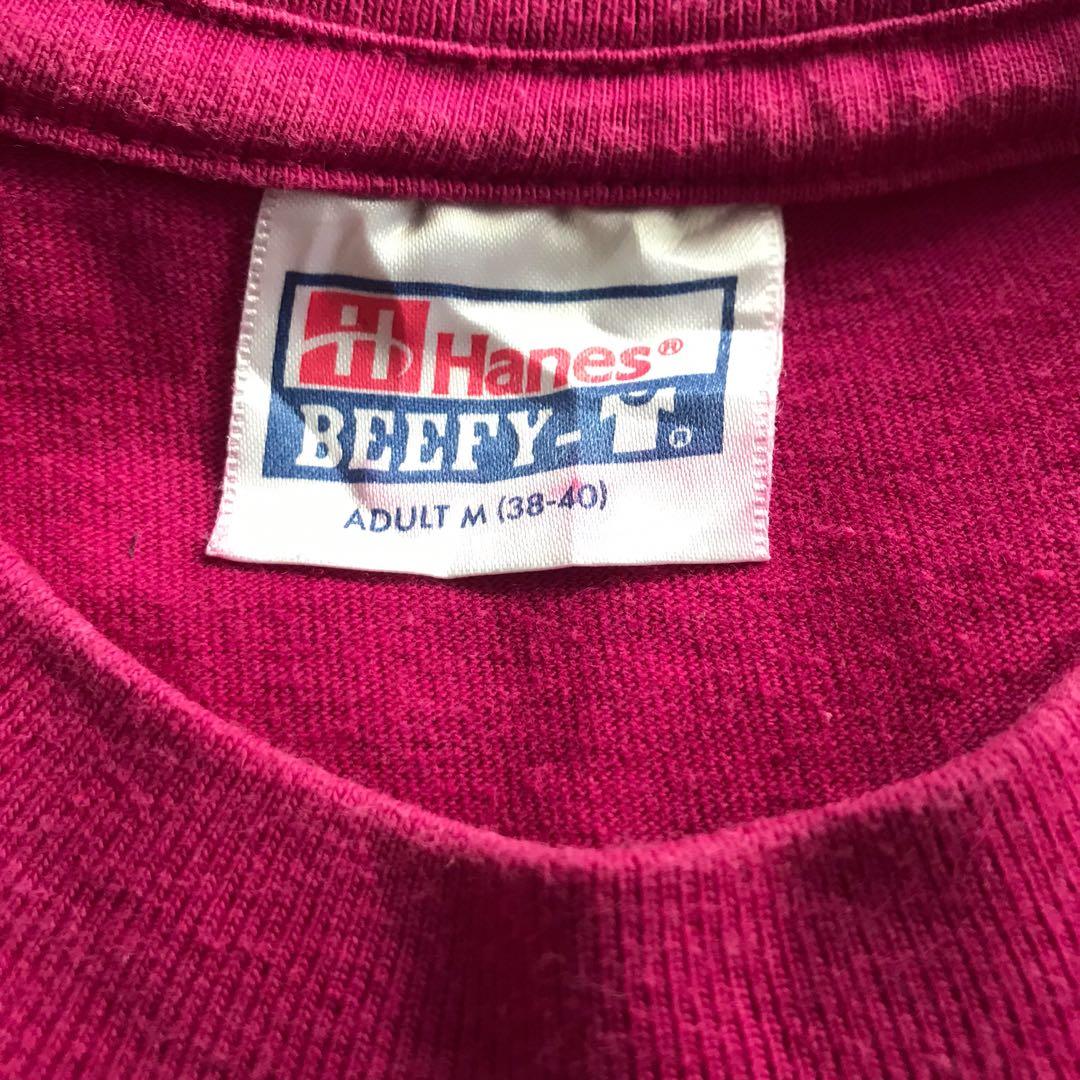 Hanes®
BEEFY-®
ADULT M (38-40)